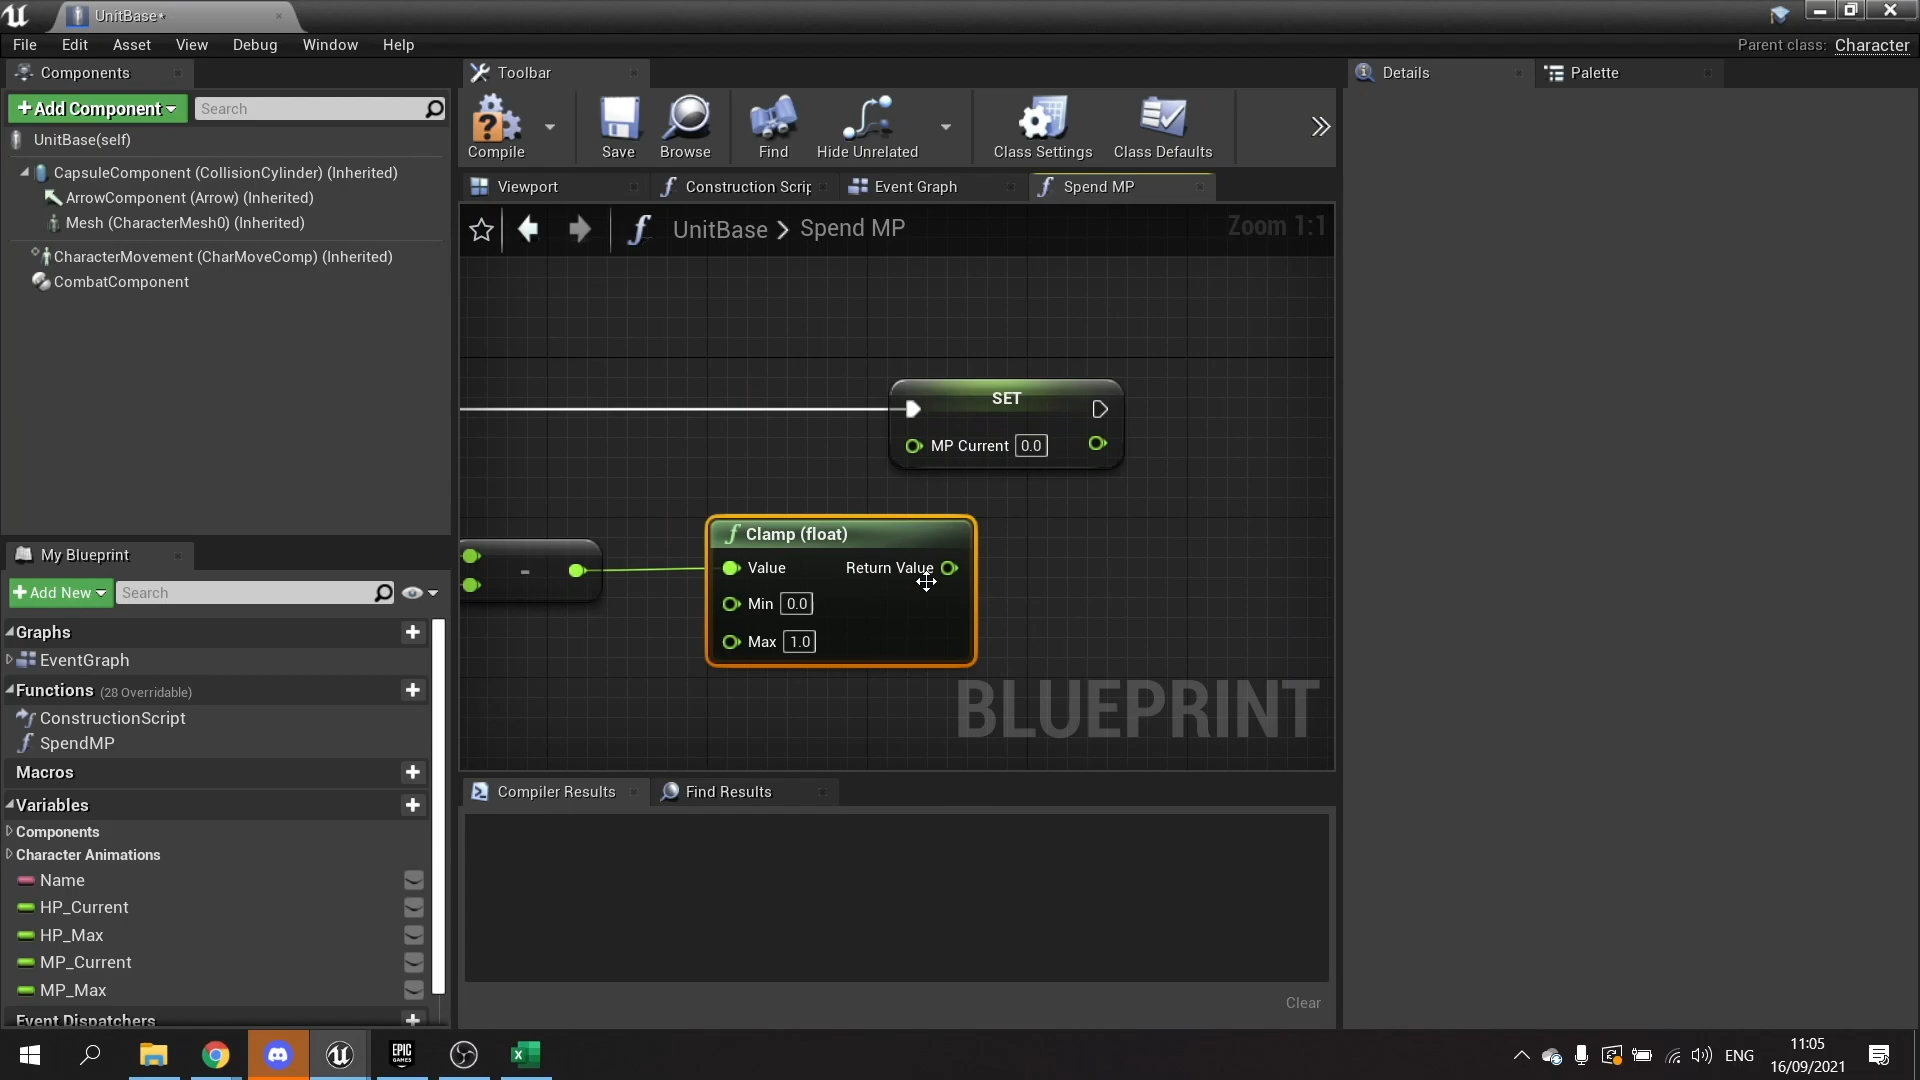 UnitBase*
File Edit Asset View Debug Window Help
Parent class: Character
Components
Toolbar
Details
Palette
+Add Component
Search
UnitBase(self)
CapsuleComponent (CollisionCylinder) (Inherited)
ArrowComponent (Arrow) (Inherited)
Mesh (CharacterMesh0) (Inherited)
CharacterMovement (CharMoveComp) (Inherited)
CombatComponent
Compile
Save
Browse
Find
Hide Unrelated
Class Settings
Class Defaults
Viewport
Construction Scrip
Event Graph
Spend MP
UnitBase > Spend MP
Zoom 1:1
SET
MP Current 0.0
-
Clamp (float)
Value Return Value
Min 0.0
Max 1.0
BLUEPRINT
My Blueprint
+Add New
Search
Graphs
EventGraph
Functions (28 Overridable)
ConstructionScript
SpendMP
Macros
Variables
Components
Character Animations
Name
HP_Current
HP_Max
MP_Current
MP_Max
Event Dispatchers
Compiler Results
Find Results
Clear
EPIC
GAMES
ENG
11:05
16/09/2021